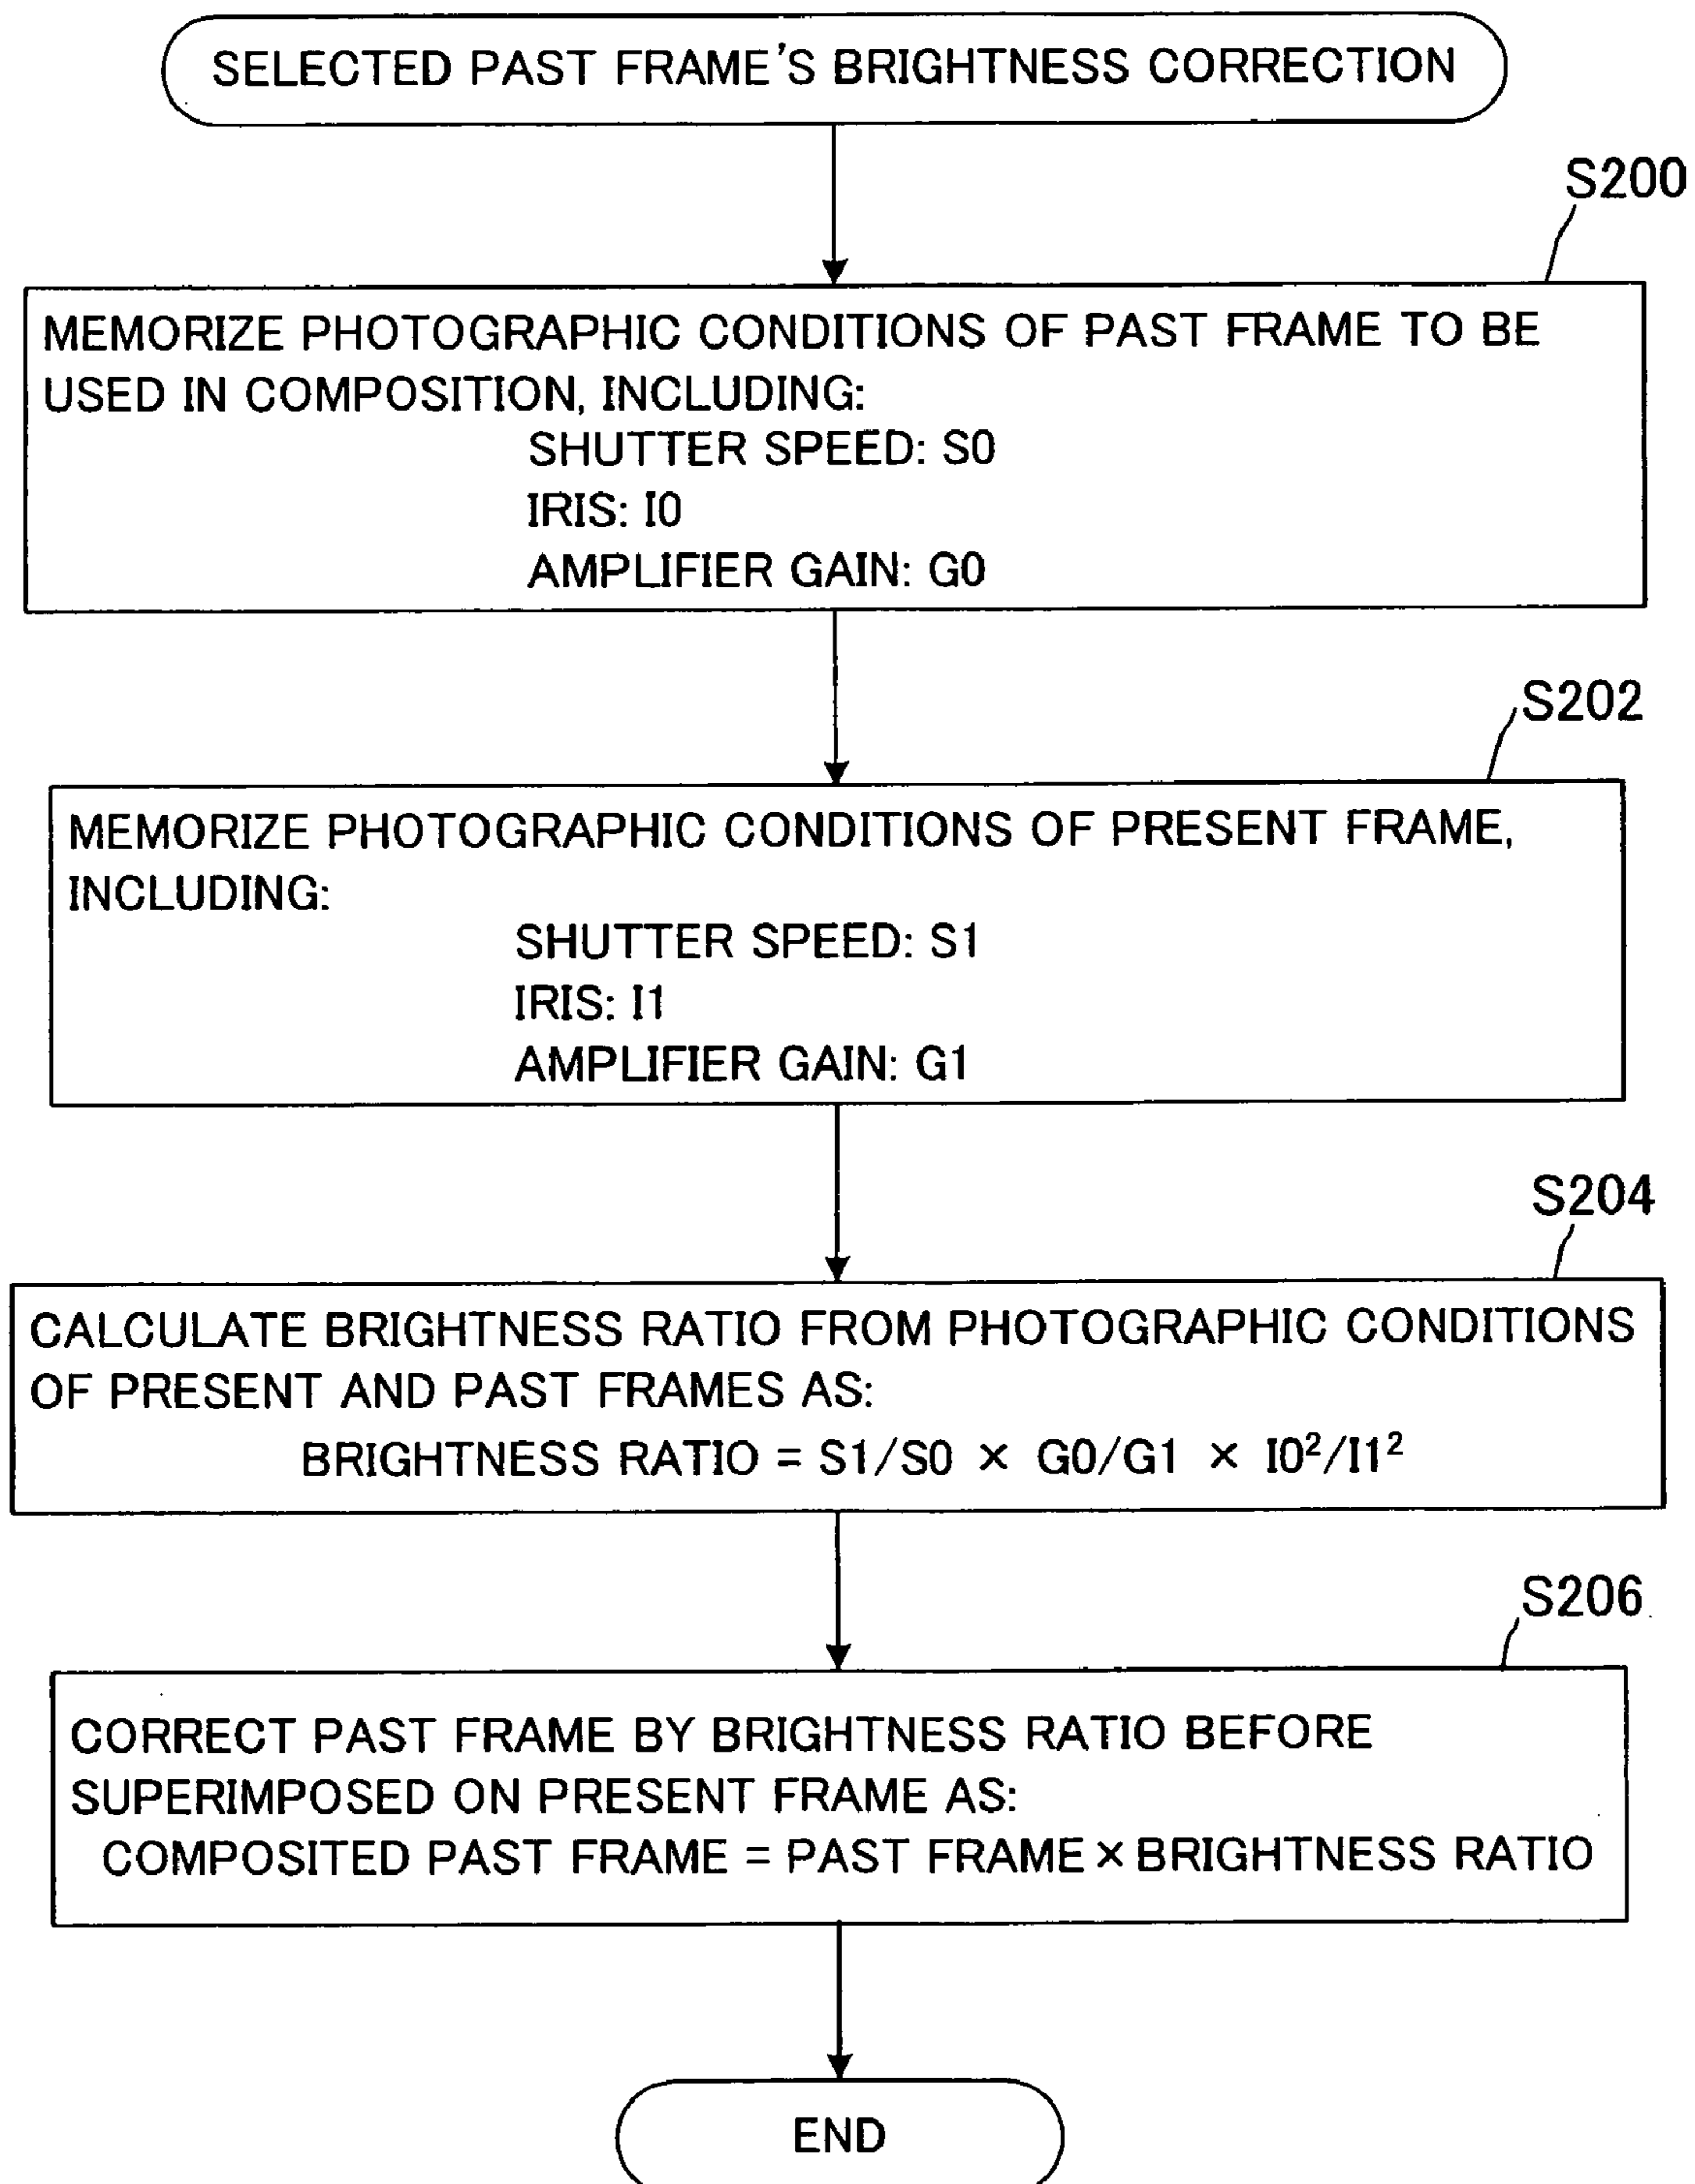 SELECTED PAST FRAME'S BRIGHTNESS CORRECTION
S200
MEMORIZE PHOTOGRAPHIC CONDITIONS OF PAST FRAME TO BE
USED IN COMPOSITION, INCLUDING:
SHUTTER SPEED: S0
IRIS: I0
AMPLIFIER GAIN: G0
S202
MEMORIZE PHOTOGRAPHIC CONDITIONS OF PRESENT FRAME,
INCLUDING:
SHUTTER SPEED: S1
IRIS: I1
AMPLIFIER GAIN: G1
S204
CALCULATE BRIGHTNESS RATIO FROM PHOTOGRAPHIC CONDITIONS
OF PRESENT AND PAST FRAMES AS:
BRIGHTNESS RATIO = S1/S0 × G0/G1 × I0²/I1²
S206
CORRECT PAST FRAME BY BRIGHTNESS RATIO BEFORE
SUPERIMPOSED ON PRESENT FRAME AS:
COMPOSITED PAST FRAME = PAST FRAME × BRIGHTNESS RATIO
END